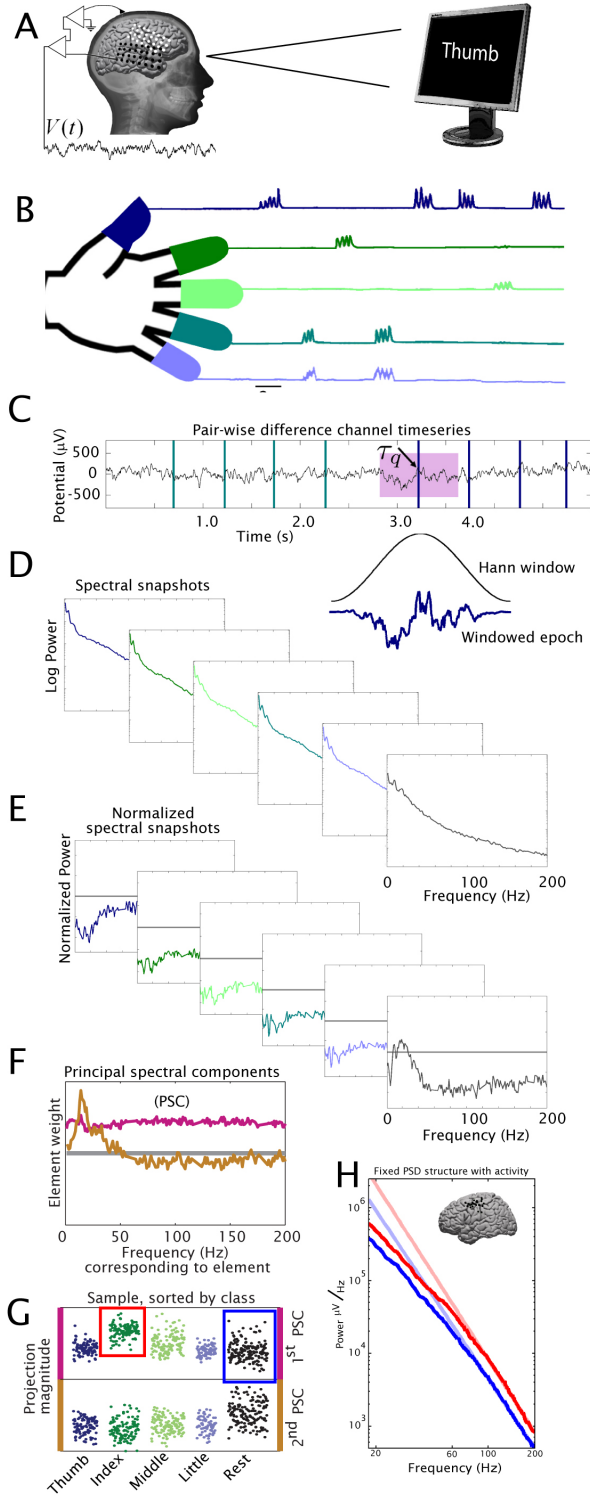 A
Thumb
V(t)
B
C
Pair-wise difference channel timeseries
Potential (μV)
500
0
-500
τq
1.0
2.0
3.0
4.0
Time (s)
D
Spectral snapshots
Hann window
Windowed epoch
Log Power
0
50
100
200
Frequency (Hz)
E
Normalized
spectral snapshots
Normalized Power
0
50
100
200
Frequency (Hz)
F
Principal spectral components
(PSC)
Element weight
0
50
100
150
200
Frequency (Hz)
corresponding to element
G
Sample, sorted by class
Projection
magnitude
1st PSC
2nd PSC
Thumb
Index
Middle
Little
Rest
H
Fixed PSD structure with activity
Power μV/Hz
10^6
10^5
10^4
10^3
20
60
100
200
Frequency (Hz)